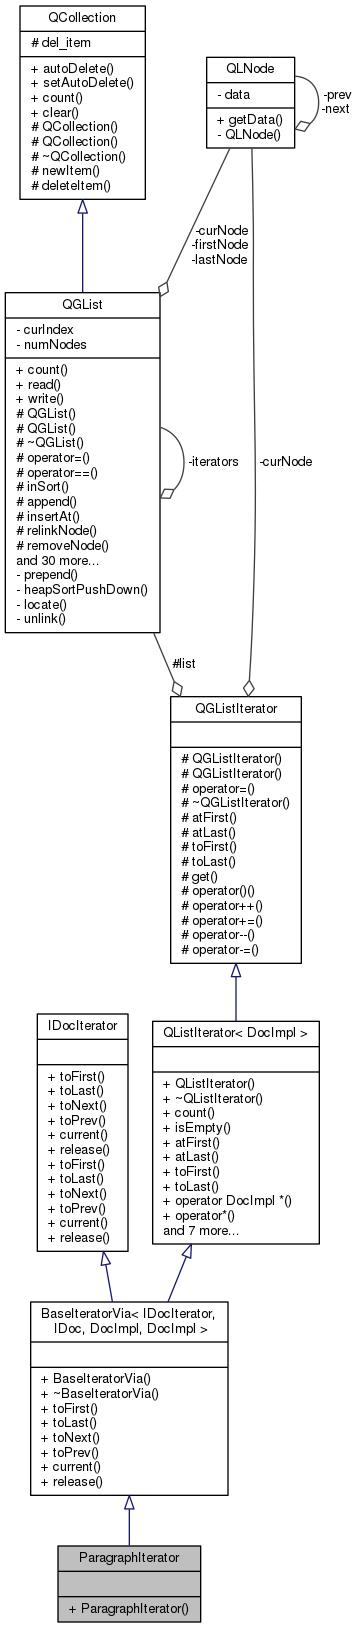 QCollection
# del_item
+ autoDelete()
+ setAutoDelete()
+ count()
+ clear()
# QCollection()
# QCollection()
# ~QCollection()
# newItem()
# deleteItem()
QLNode
- data
+ getData()
- QLNode()
-prev
-next
-curNode
-firstNode
-lastNode
QGList
- curIndex
- numNodes
+ count()
+ read()
+ write()
# QGList()
# QGList()
# ~QGList()
# operator=()
# operator==()
# inSort()
# append()
# insertAt()
# relinkNode()
# removeNode()
and 30 more...
- prepend()
- heapSortPushDown()
- locate()
- unlink()
-iterators
-curNode
#list
QGListIterator
# QGListIterator()
# QGListIterator()
# operator=()
# ~QGListIterator()
# atFirst()
# atLast()
# toFirst()
# toLast()
# get()
# operator()()
# operator++()
# operator+=()
# operator--()
# operator-=()
IDocIterator
+ toFirst()
+ toLast()
+ toNext()
+ toPrev()
+ current()
+ release()
+ toFirst()
+ toLast()
+ toNext()
+ toPrev()
+ current()
+ release()
QListIterator< DocImpl >
+ QListIterator()
+ ~QListIterator()
+ count()
+ isEmpty()
+ atFirst()
+ atLast()
+ toFirst()
+ toLast()
+ operator DocImpl *()
+ operator*()
and 7 more...
BaseIteratorVia< IDocIterator,
IDoc, DocImpl, DocImpl >
+ BaseIteratorVia()
+ ~BaseIteratorVia()
+ toFirst()
+ toLast()
+ toNext()
+ toPrev()
+ current()
+ release()
ParagraphIterator
+ ParagraphIterator()